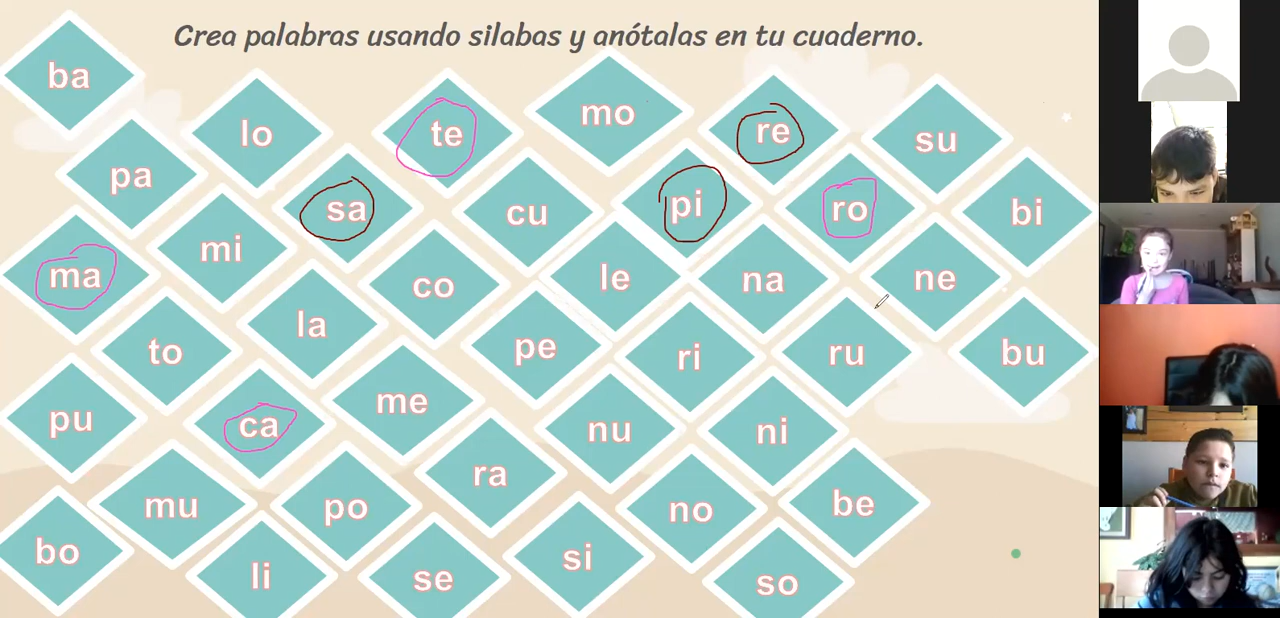 Crea palabras usando silabas y anótalas en tu cuaderno.
ba
lo
te
mo
re
su
pa
sa
cu
pi
ro
bi
ma
mi
co
le
na
ne
to
la
pe
ri
ru
bu
pu
ca
me
nu
ni
mu
po
ra
no
be
bo
li
se
si
so